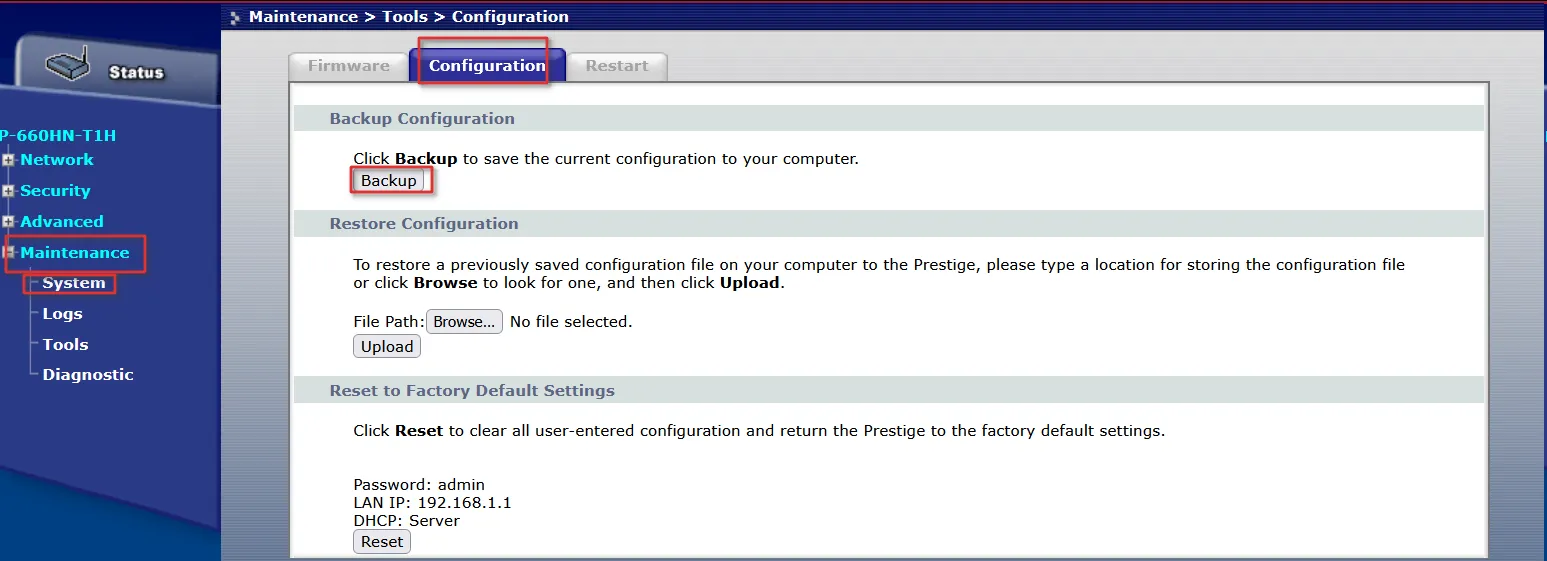 Maintenance > Tools > Configuration
Status
Firmware
Configuration
Restart
P-660HN-T1H
Network
Security
Advanced
Maintenance
System
Logs
Tools
Diagnostic
Backup Configuration
Click Backup to save the current configuration to your computer.
Backup
Restore Configuration
To restore a previously saved configuration file on your computer to the Prestige, please type a location for storing the configuration file
or click Browse to look for one, and then click Upload.
File Path: Browse... No file selected.
Upload
Reset to Factory Default Settings
Click Reset to clear all user-entered configuration and return the Prestige to the factory default settings.
Password: admin
LAN IP: 192.168.1.1
DHCP: Server
Reset